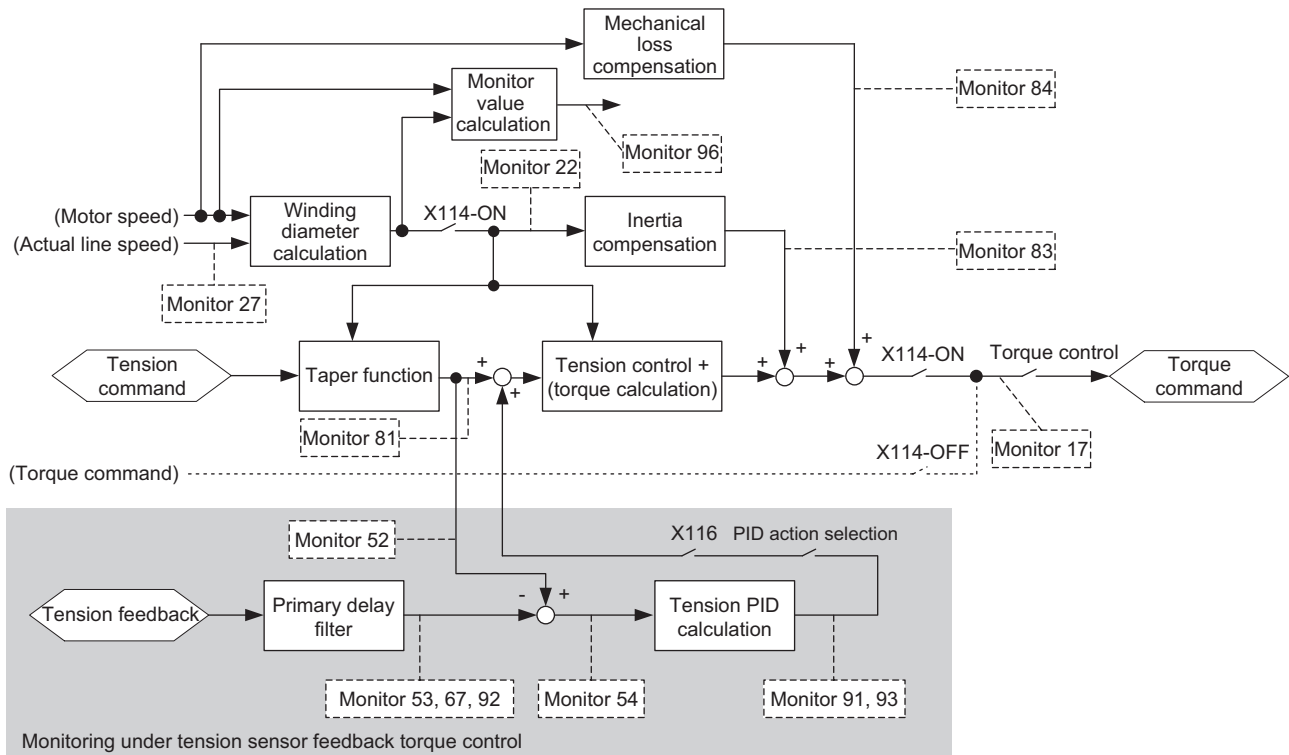 Mechanical
loss
compensation
Monitor
value
calculation
Monitor 84
Monitor 96
Monitor 22
(Motor speed)
(Actual line speed)
Winding
diameter
calculation
X114-ON
Inertia
compensation
Monitor 83
Monitor 27
Tension
command
Taper function
+
+
Tension control +
(torque calculation)
+
+
+
+
X114-ON
Torque control
Torque
command
Monitor 81
Monitor 17
X114-OFF
(Torque command)
Monitor 52
X116
PID action selection
Tension feedback
Primary delay
filter
-
+
Tension PID
calculation
Monitor 53, 67, 92
Monitor 54
Monitor 91, 93
Monitoring under tension sensor feedback torque control